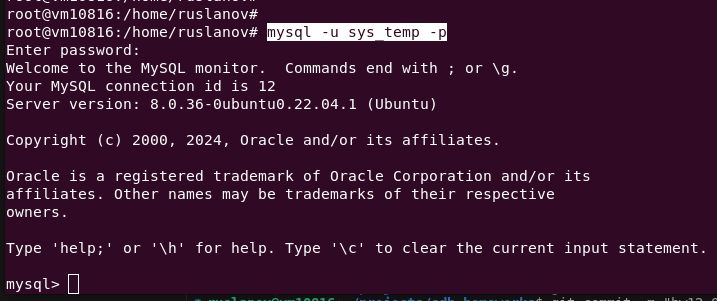 root@vm10816:/home/ruslanov#
root@vm10816:/home/ruslanov#
root@vm10816:/home/ruslanov# mysql -u sys_temp -p
Enter password:
Welcome to the MySQL monitor.  Commands end with ; or \g.
Your MySQL connection id is 12
Server version: 8.0.36-0ubuntu0.22.04.1 (Ubuntu)
Copyright (c) 2000, 2024, Oracle and/or its affiliates.
Oracle is a registered trademark of Oracle Corporation and/or its
affiliates. Other names may be trademarks of their respective
owners.
Type 'help;' or '\h' for help. Type '\c' to clear the current input statement.
mysql>